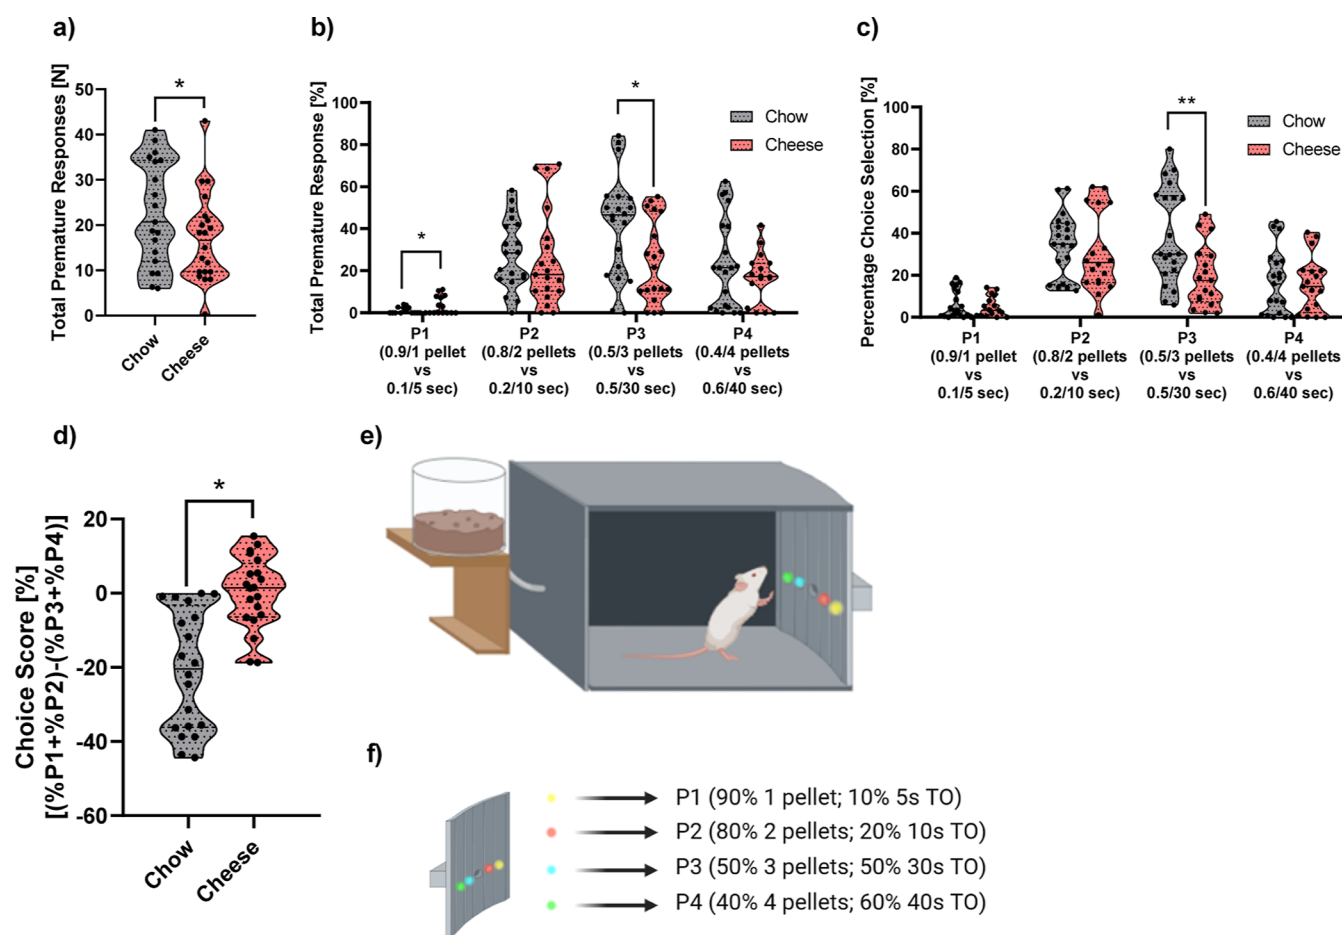 a)
Total Premature Responses [N]
50
40
30
20
10
0
*
Chow
Cheese
b)
Total Premature Response [%]
100
80
60
40
20
0
*
*
Chow
Cheese
P1
(0.9/1 pellet
vs
0.1/5 sec)
P2
(0.8/2 pellets
vs
0.2/10 sec)
P3
(0.5/3 pellets
vs
0.5/30 sec)
P4
(0.4/4 pellets
vs
0.6/40 sec)
c)
Percentage Choice Selection [%]
100
80
60
40
20
0
**
Chow
Cheese
P1
(0.9/1 pellet
vs
0.1/5 sec)
P2
(0.8/2 pellets
vs
0.2/10 sec)
P3
(0.5/3 pellets
vs
0.5/30 sec)
P4
(0.4/4 pellets
vs
0.6/40 sec)
d)
Choice Score [%]
[(%P1+%P2)-(%P3+%P4)]
20
0
-20
-40
-60
*
Chow
Cheese
e)
f)
P1 (90% 1 pellet; 10% 5s TO)
P2 (80% 2 pellets; 20% 10s TO)
P3 (50% 3 pellets; 50% 30s TO)
P4 (40% 4 pellets; 60% 40s TO)